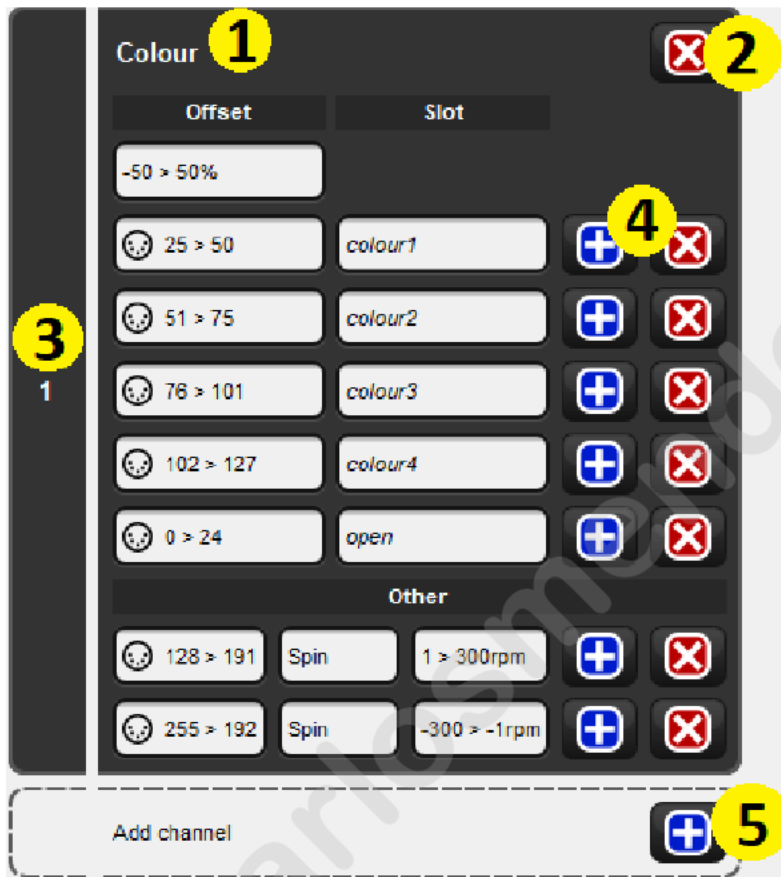 Colour 1 2
Offset Slot
-50 > 50%
4
25 > 50 colour1
51 > 75 colour2
3
1 76 > 101 colour3
102 > 127 colour4
0 > 24 open
Other
128 > 191 Spin 1 > 300rpm
255 > 192 Spin -300 > -1rpm
Add channel 5